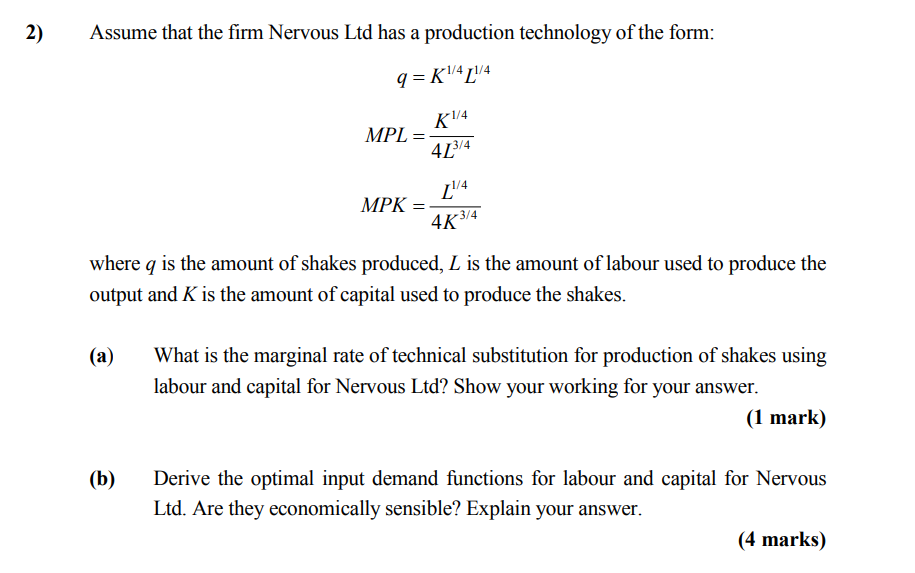 2) Assume that the firm Nervous Ltd has a production technology of the form:
q = K^{1/4}L^{1/4}
MPL = \frac{K^{1/4}}{4L^{3/4}}
MPK = \frac{L^{1/4}}{4K^{3/4}}
where q is the amount of shakes produced, L is the amount of labour used to produce the
output and K is the amount of capital used to produce the shakes.
(a) What is the marginal rate of technical substitution for production of shakes using
labour and capital for Nervous Ltd? Show your working for your answer.
(1 mark)
(b) Derive the optimal input demand functions for labour and capital for Nervous
Ltd. Are they economically sensible? Explain your answer.
(4 marks)